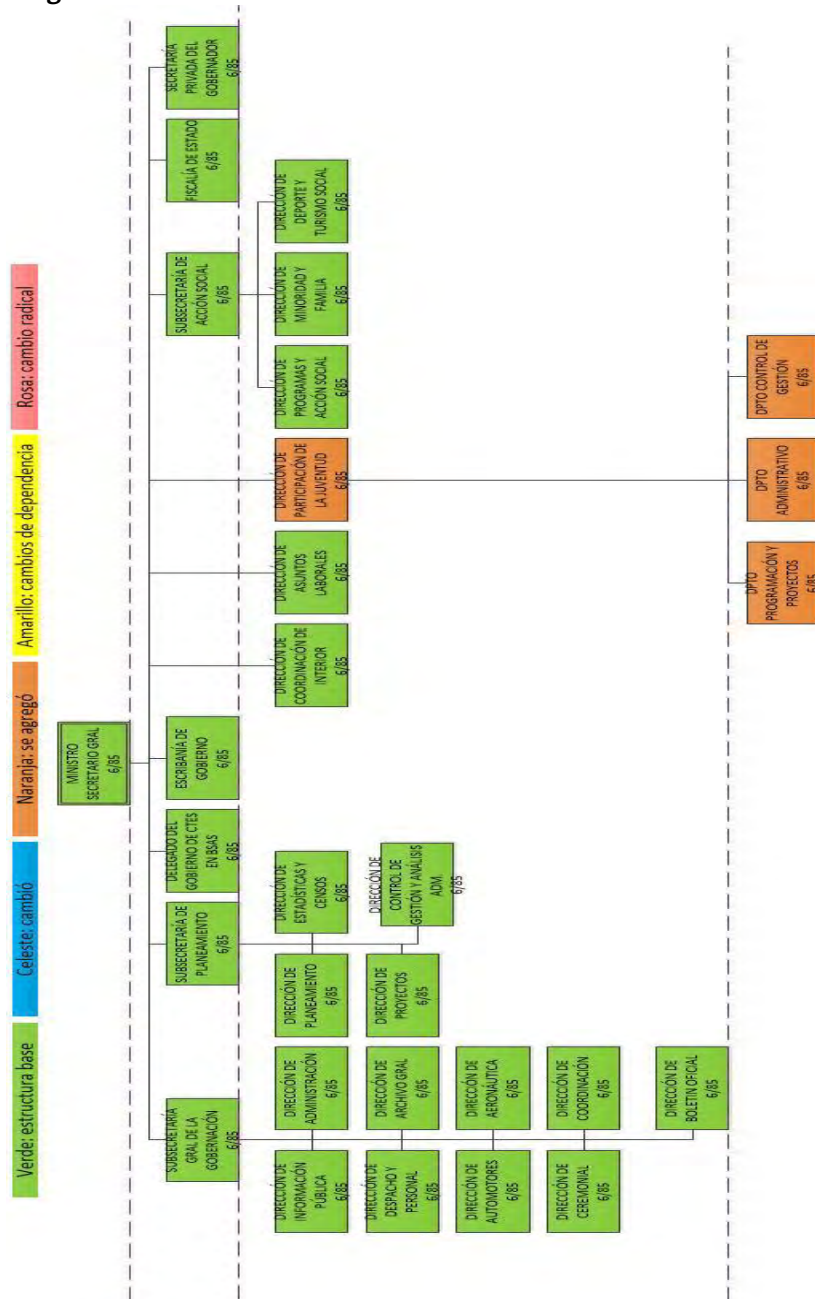 Verde: estructura base
Celeste: cambió
Naranja: se agregó
Amarillo: cambios de dependencia
Rosa: cambio radical
MINISTRO
SECRETARIO GRAL
6/85
SUBSECRETARÍA
GRAL DE LA
GOBERNACIÓN
6/85
SUBSECRETARÍA DE
PLANEAMIENTO
6/85
DELEGADO DEL
GOBIERNO DE CTES
EN BSAS
6/85
ESCRIBANÍA DE
GOBIERNO
6/85
SUBSECRETARÍA DE
ACCIÓN SOCIAL
6/85
FISCALÍA DE ESTADO
6/85
SECRETARÍA
PRIVADA DEL
GOBERNADOR
6/85
DIRECCIÓN DE
INFORMACIÓN
PÚBLICA
6/85
DIRECCIÓN DE
ADMINISTRACIÓN
6/85
DIRECCIÓN DE
PLANEAMIENTO
6/85
DIRECCIÓN DE
ESTADÍSTICAS Y
CENSOS
6/85
DIRECCIÓN DE
COORDINACIÓN DE
INTERIOR
6/85
DIRECCIÓN DE
ASUNTOS
LABORALES
6/85
DIRECCIÓN DE
PARTICIPACIÓN DE
LA JUVENTUD
6/85
DIRECCIÓN DE
PROGRAMAS Y
ACCIÓN SOCIAL
6/85
DIRECCIÓN DE
MINORIDAD Y
FAMILIA
6/85
DIRECCIÓN DE
DEPORTE Y
TURISMO SOCIAL
6/85
DIRECCIÓN DE
DESPACHO Y
PERSONAL
6/85
DIRECCIÓN DE
ARCHIVO GRAL
6/85
DIRECCIÓN DE
PROYECTOS
6/85
DIRECCIÓN DE
CONTROL DE
GESTIÓN Y ANÁLISIS
ADM.
6/85
DIRECCIÓN DE
AUTOMOTORES
6/85
DIRECCIÓN DE
AERONÁUTICA
6/85
DIRECCIÓN DE
CEREMONIAL
6/85
DIRECCIÓN DE
COORDINACIÓN
6/85
DIRECCIÓN DE
BOLETIN OFICIAL
6/85
DPTO
PROGRAMACIÓN Y
PROYECTOS
6/85
DPTO
ADMINISTRATIVO
6/85
DPTO CONTROL DE
GESTIÓN
6/85